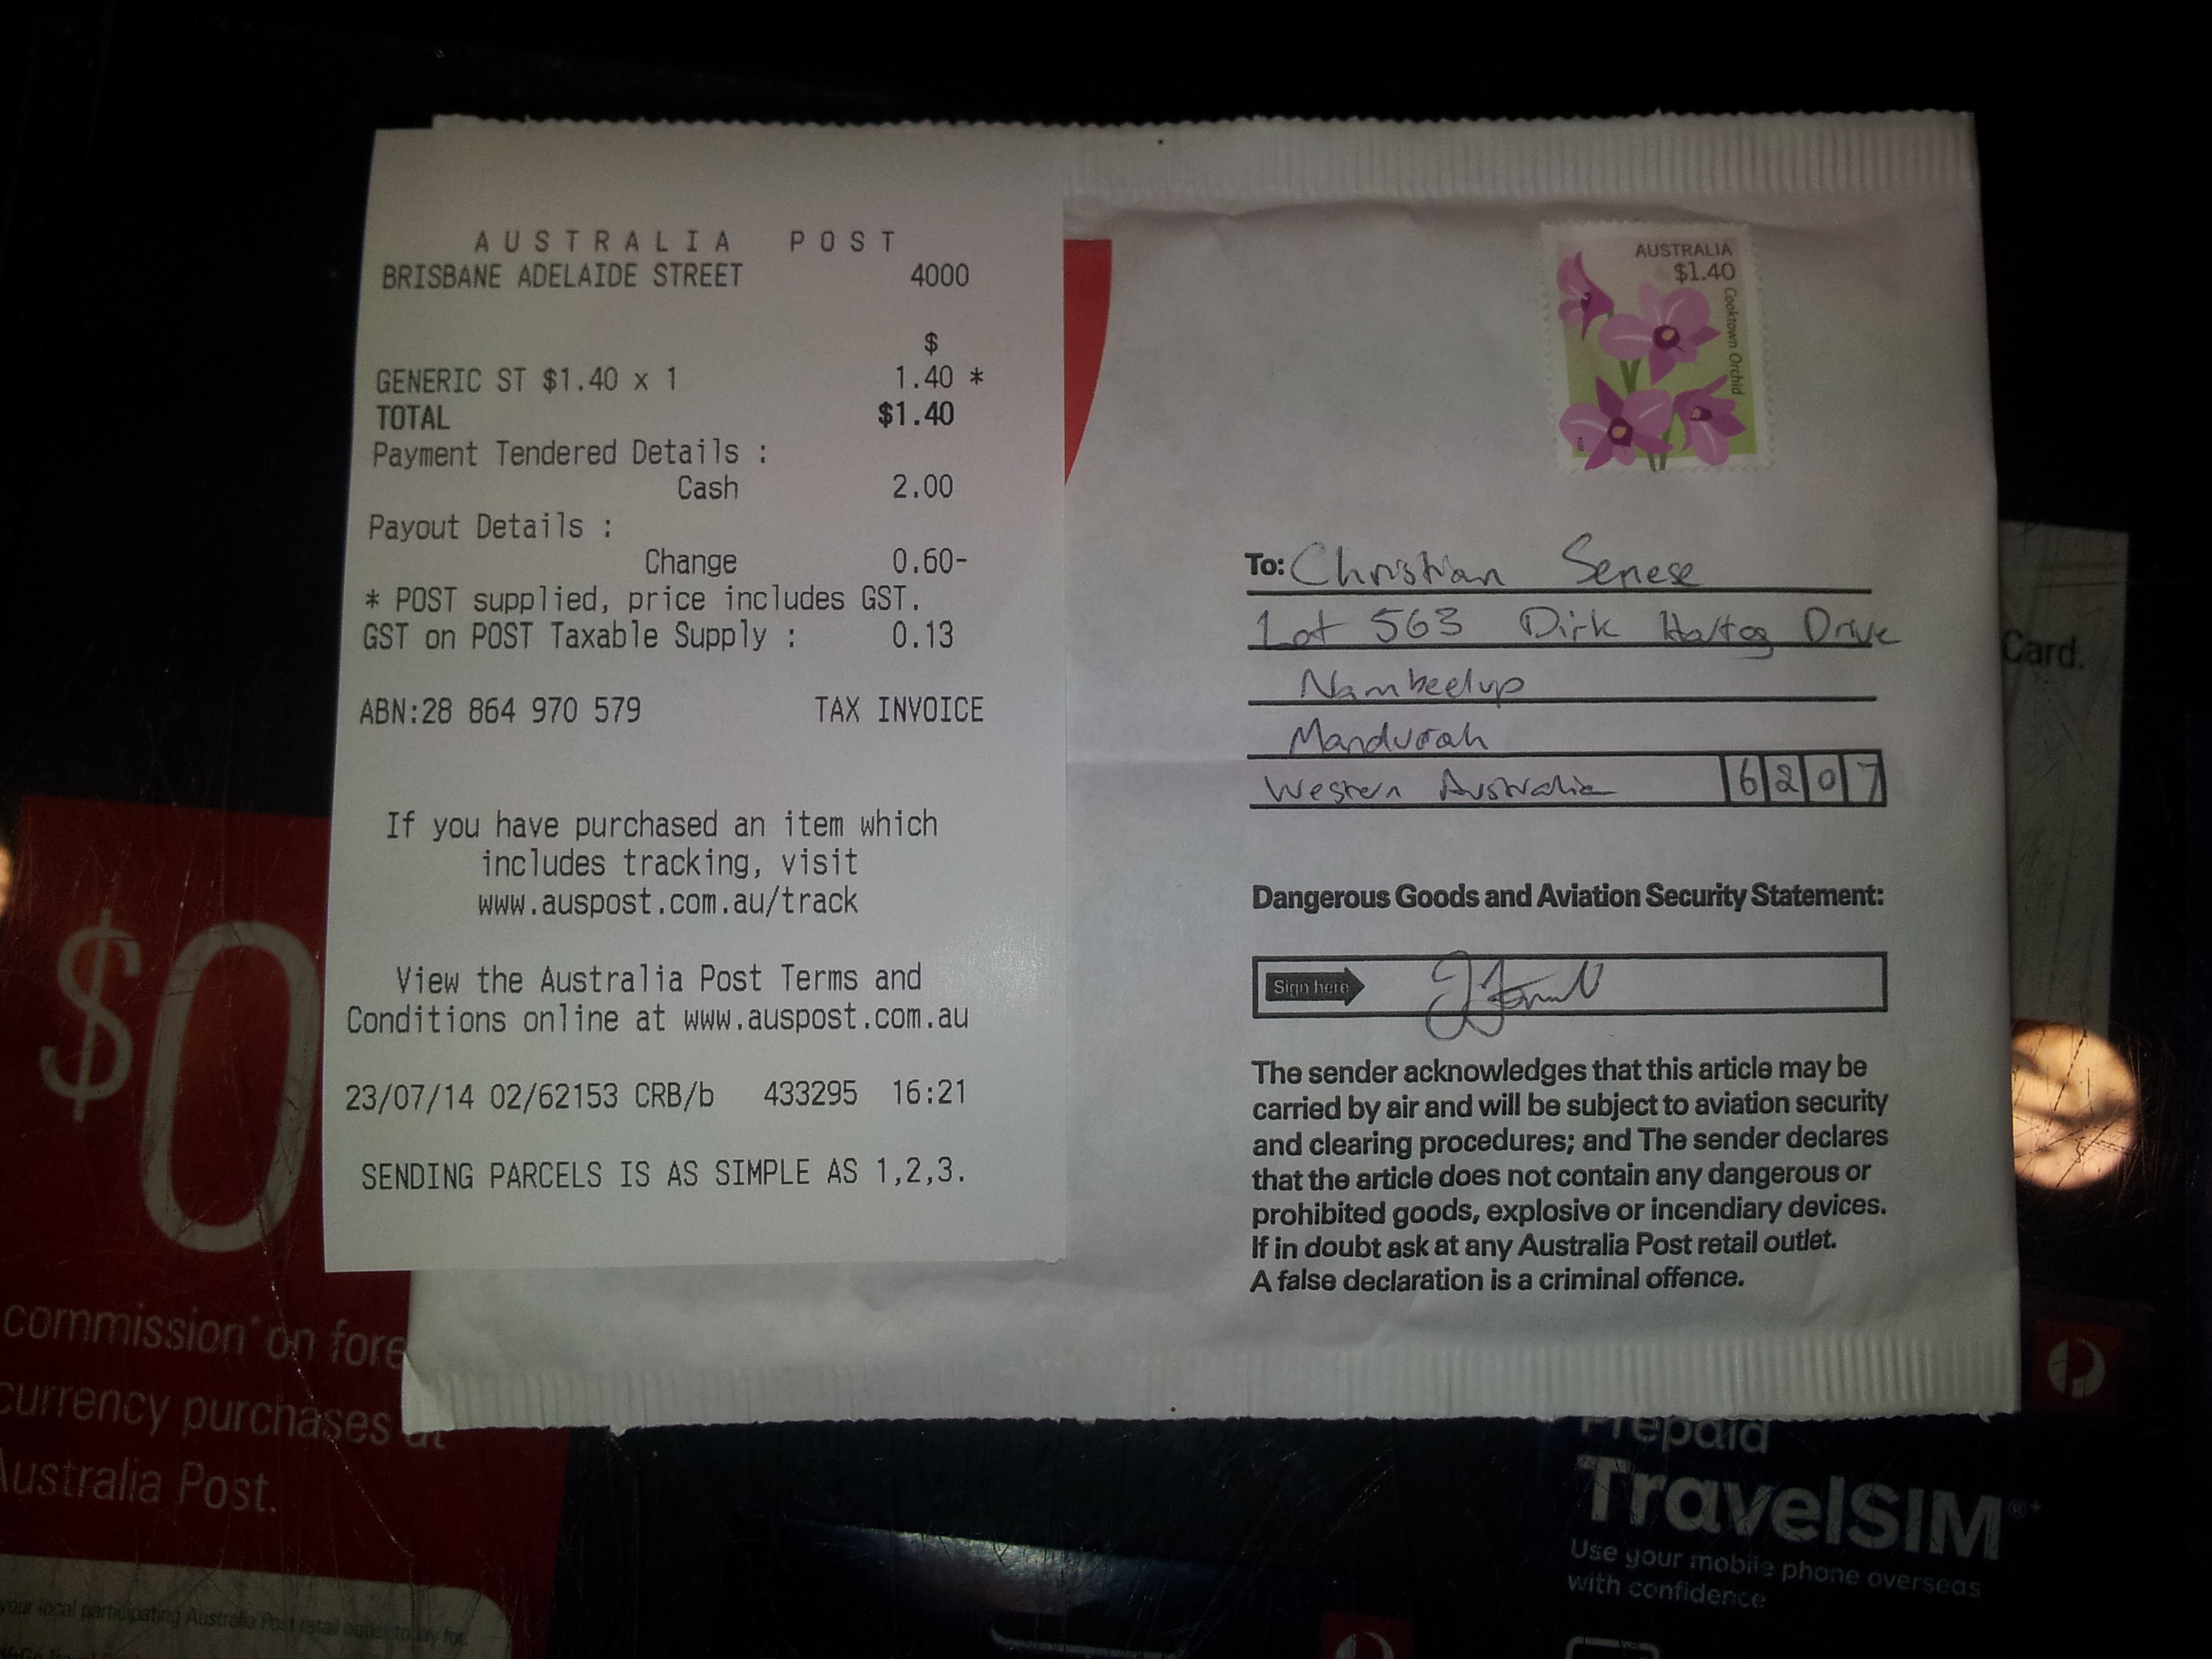 AUSTRALIA POST
BRISBANE ADELAIDE STREET 4000
$
GENERIC ST $1.40 x 1 1.40 *
TOTAL $1.40
Payment Tendered Details :
Cash 2.00
Payout Details :
Change 0.60-
* POST supplied, price includes GST.
GST on POST Taxable Supply : 0.13
ABN:28 864 970 579 TAX INVOICE
If you have purchased an item which
includes tracking, visit
www.auspost.com.au/track
View the Australia Post Terms and
Conditions online at www.auspost.com.au
23/07/14 02/62153 CRB/b 433295 16:21
SENDING PARCELS IS AS SIMPLE AS 1,2,3.
AUSTRALIA
$1.40
Cooktown Orchid
To: Christian Senese
Lot 563 Dirk Hartog Drive
Nambeelup
Mandurah
Western Australia 6207
Dangerous Goods and Aviation Security Statement:
Sign here
The sender acknowledges that this article may be
carried by air and will be subject to aviation security
and clearing procedures; and The sender declares
that the article does not contain any dangerous or
prohibited goods, explosive or incendiary devices.
If in doubt ask at any Australia Post retail outlet.
A false declaration is a criminal offence.
Card.
$0
commission* on fore
currency purchases at
Australia Post.
your local participating Australia Post retail outlet today for
Prepaid
TravelSIM®+
Use your mobile phone overseas
with confidence